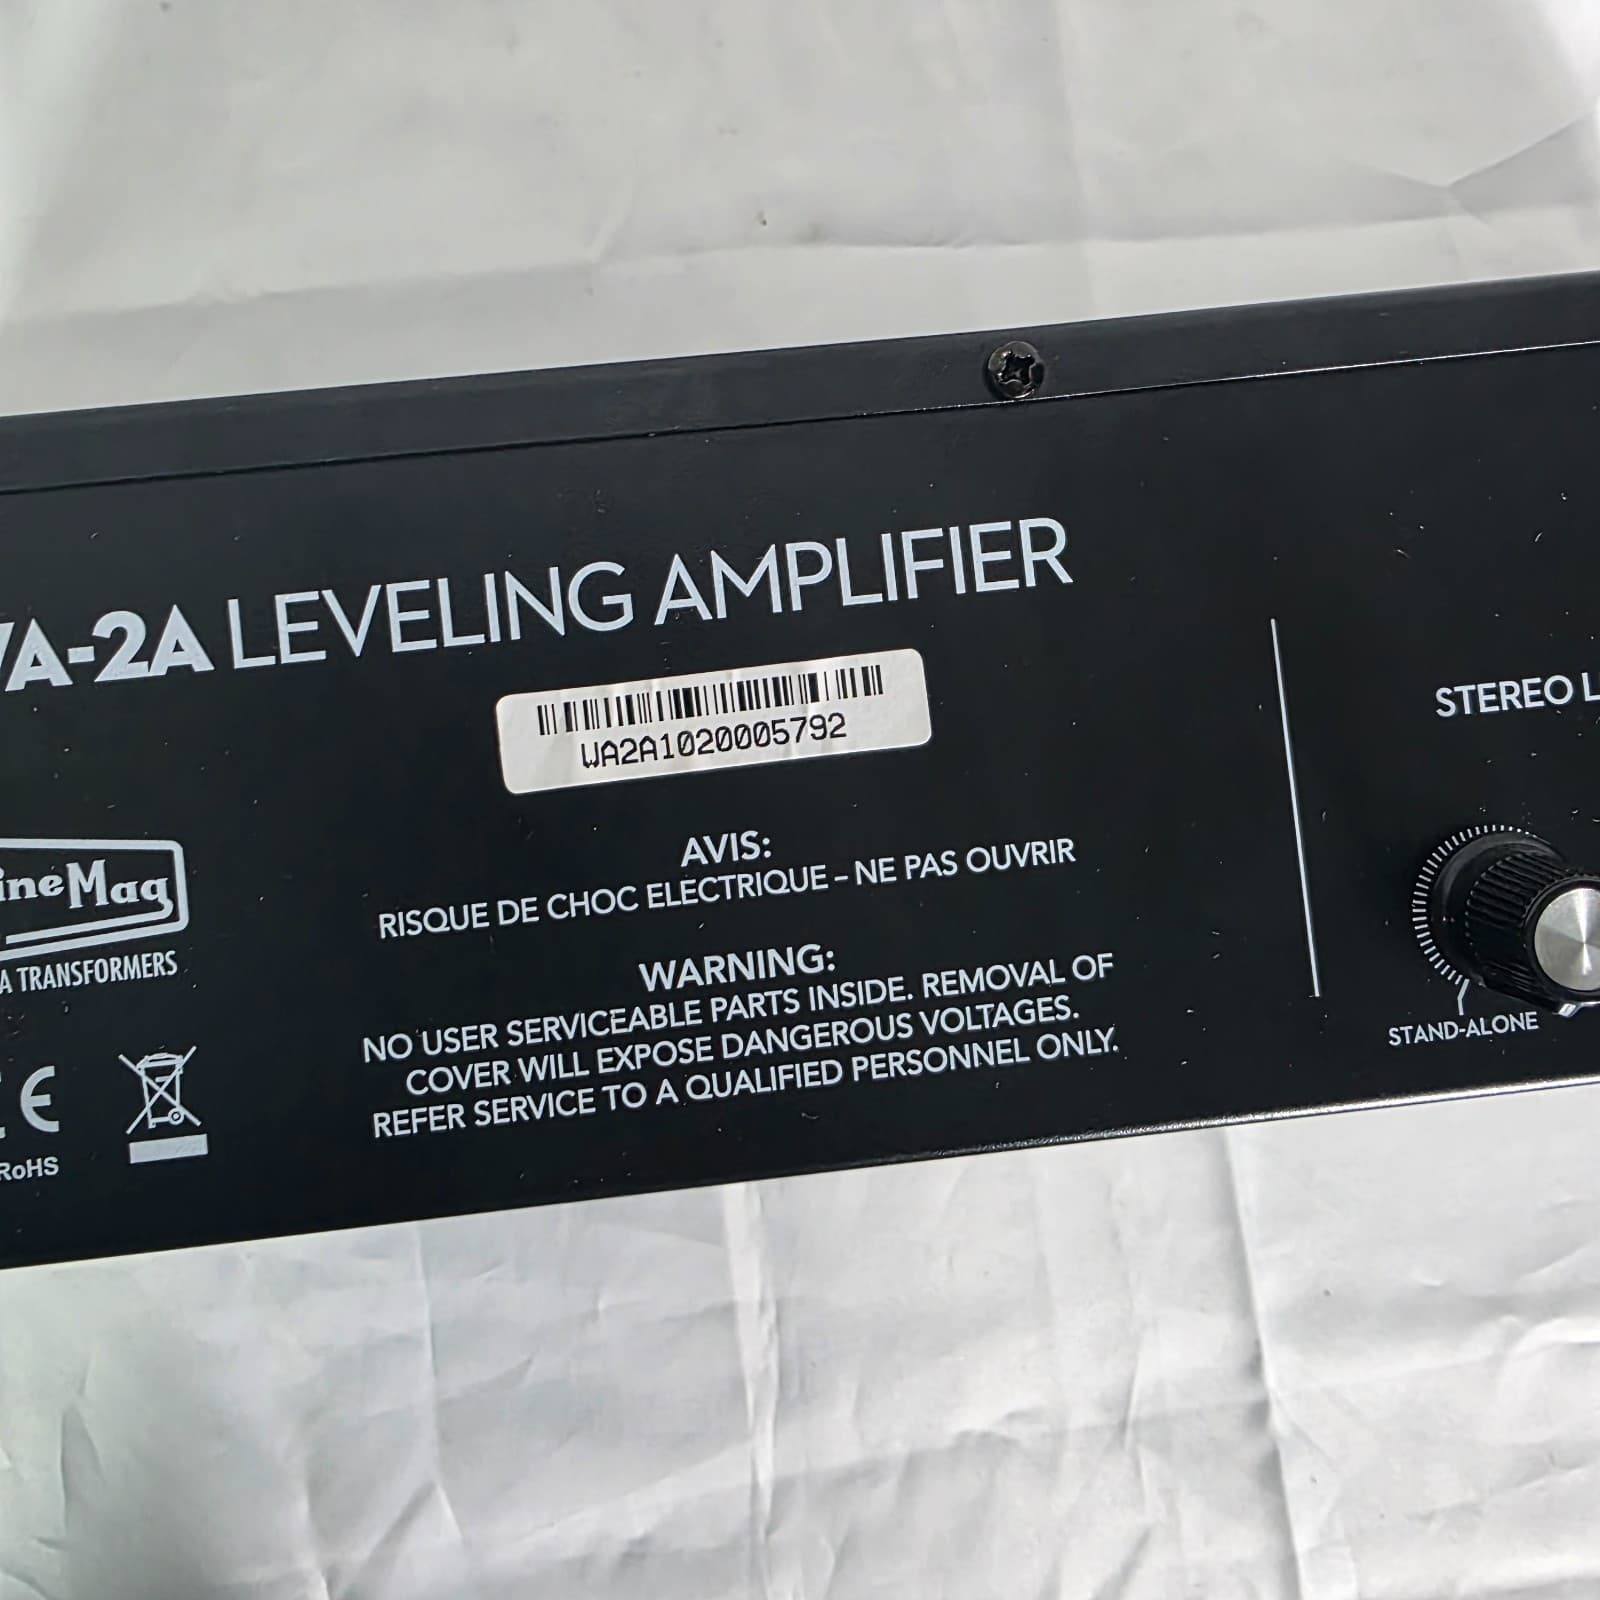 A-2A LEVELING AMPLIFIER
WA2A1020005792
STEREO L
AVIS:
RISQUE DE CHOC ELECTRIQUE – NE PAS OUVRIR
ineMag
A TRANSFORMERS
WARNING:
NO USER SERVICEABLE PARTS INSIDE. REMOVAL OF
COVER WILL EXPOSE DANGEROUS VOLTAGES.
REFER SERVICE TO A QUALIFIED PERSONNEL ONLY.
STAND-ALONE
CE
RoHS